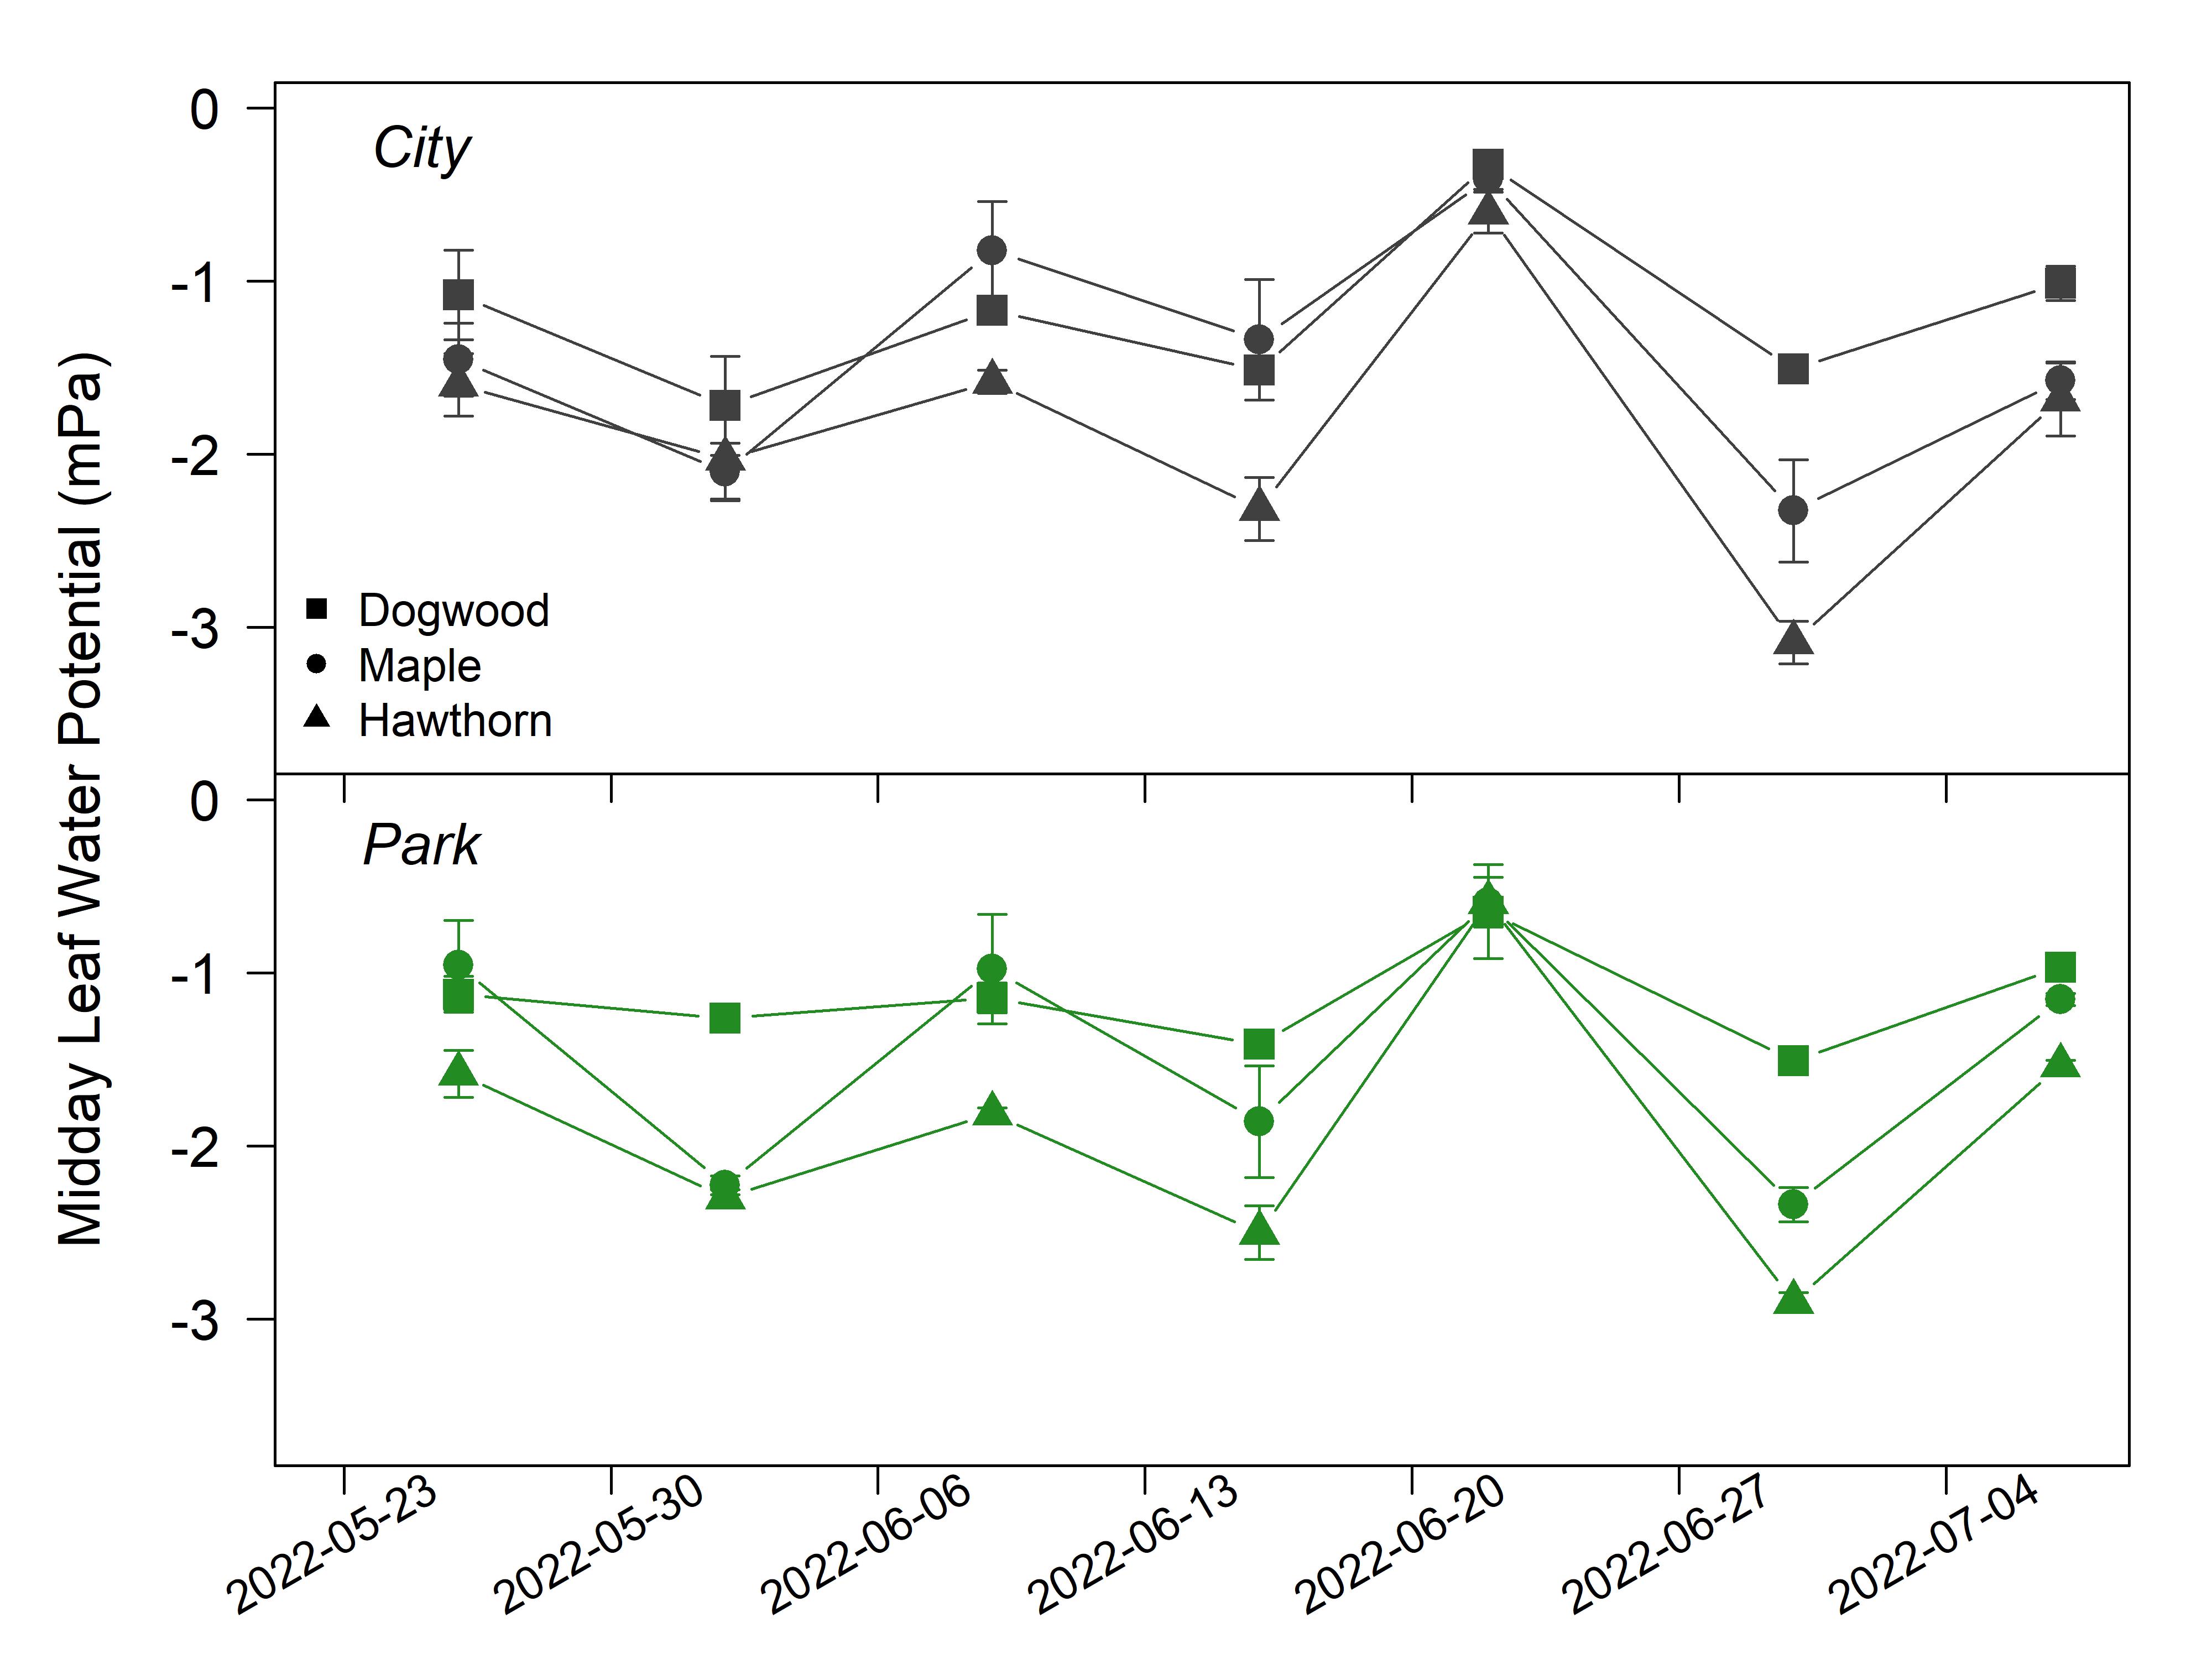 Midday Leaf Water Potential (mPa)
City
0
-1
-2
-3
Dogwood
Maple
Hawthorn
Park
0
-1
-2
-3
2022-05-23
2022-05-30
2022-06-06
2022-06-13
2022-06-20
2022-06-27
2022-07-04